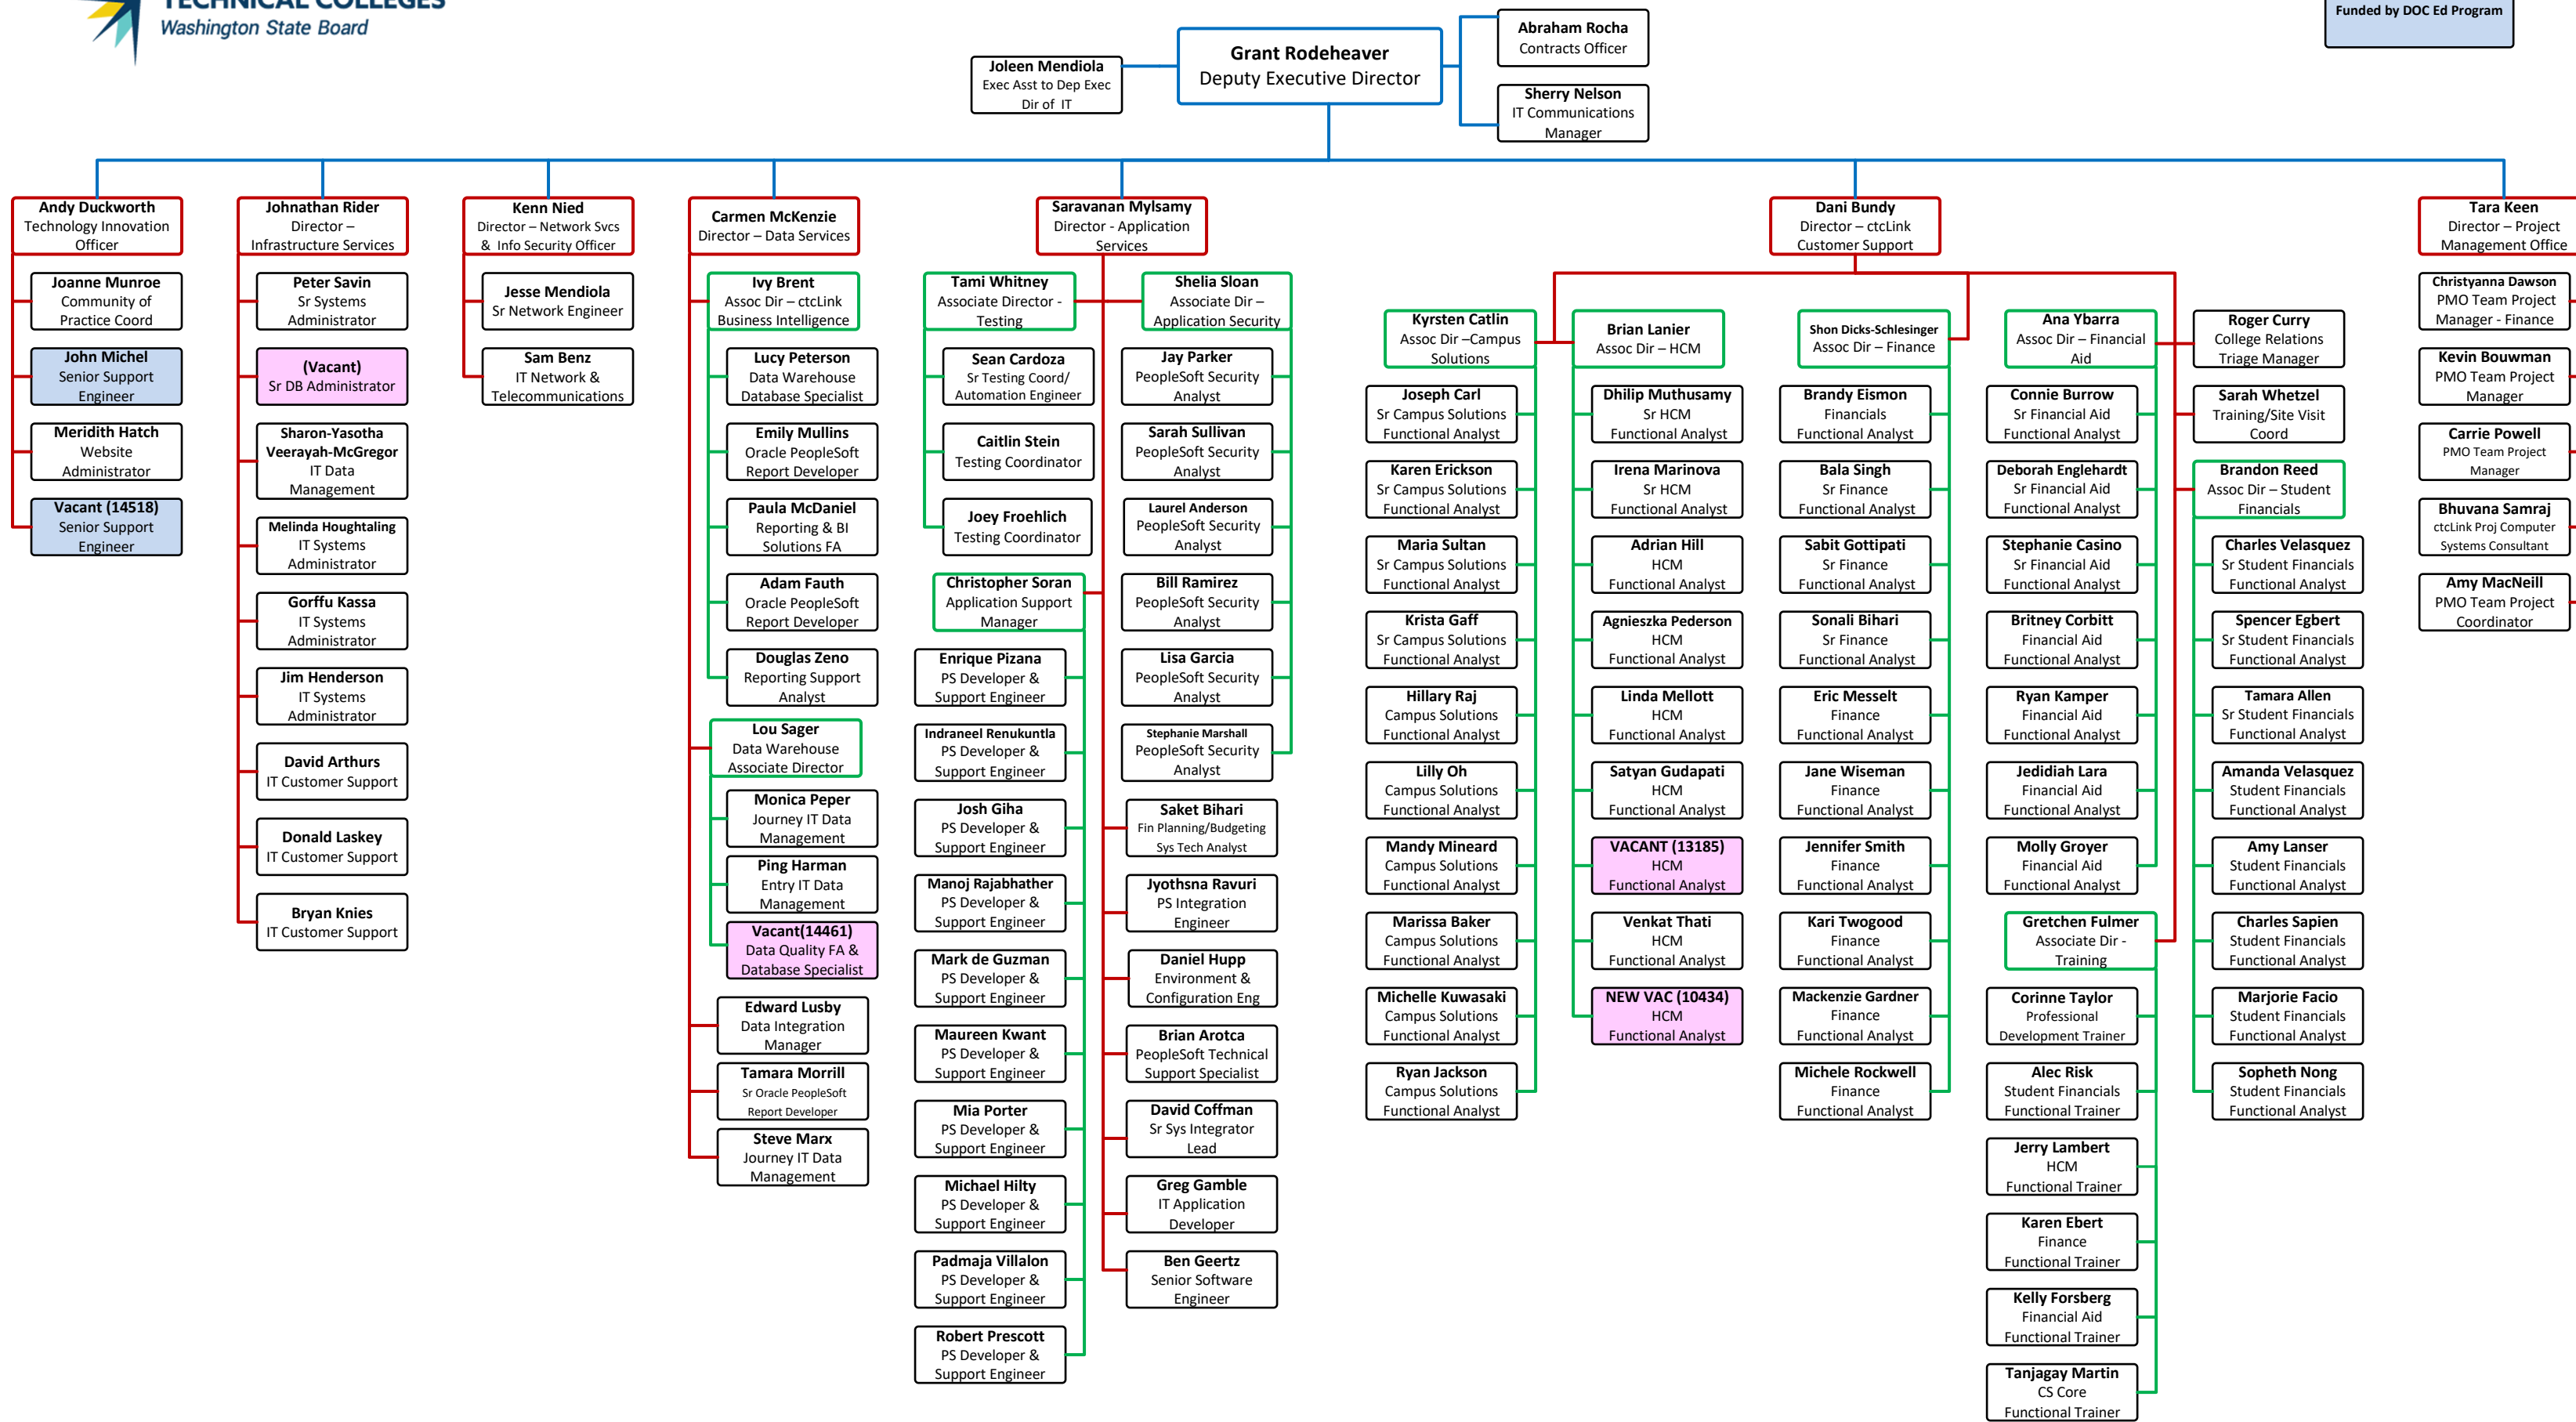 TECHNICAL COLLEGES
Washington State Board
Funded by DOC Ed Program
Grant Rodeheaver
Deputy Executive Director
Joleen Mendiola
Exec Asst to Dep Exec
Dir of IT
Abraham Rocha
Contracts Officer
Sherry Nelson
IT Communications
Manager
Andy Duckworth
Technology Innovation
Officer
Joanne Munroe
Community of
Practice Coord
John Michel
Senior Support
Engineer
Meridith Hatch
Website
Administrator
Vacant (14518)
Senior Support
Engineer
Johnathan Rider
Director –
Infrastructure Services
Peter Savin
Sr Systems
Administrator
(Vacant)
Sr DB Administrator
Sharon-Yasotha
Veerayah-McGregor
IT Data
Management
Melinda Houghtaling
IT Systems
Administrator
Gorffu Kassa
IT Systems
Administrator
Jim Henderson
IT Systems
Administrator
David Arthurs
IT Customer Support
Donald Laskey
IT Customer Support
Bryan Knies
IT Customer Support
Kenn Nied
Director – Network Svcs
& Info Security Officer
Jesse Mendiola
Sr Network Engineer
Sam Benz
IT Network &
Telecommunications
Carmen McKenzie
Director – Data Services
Ivy Brent
Assoc Dir – ctcLink
Business Intelligence
Lucy Peterson
Data Warehouse
Database Specialist
Emily Mullins
Oracle PeopleSoft
Report Developer
Paula McDaniel
Reporting & BI
Solutions FA
Adam Fauth
Oracle PeopleSoft
Report Developer
Douglas Zeno
Reporting Support
Analyst
Lou Sager
Data Warehouse
Associate Director
Monica Peper
Journey IT Data
Management
Ping Harman
Entry IT Data
Management
Vacant(14461)
Data Quality FA &
Database Specialist
Edward Lusby
Data Integration
Manager
Tamara Morrill
Sr Oracle PeopleSoft
Report Developer
Steve Marx
Journey IT Data
Management
Saravanan Mylsamy
Director - Application
Services
Tami Whitney
Associate Director -
Testing
Sean Cardoza
Sr Testing Coord/
Automation Engineer
Caitlin Stein
Testing Coordinator
Joey Froehlich
Testing Coordinator
Christopher Soran
Application Support
Manager
Enrique Pizana
PS Developer &
Support Engineer
Indraneel Renukuntla
PS Developer &
Support Engineer
Josh Giha
PS Developer &
Support Engineer
Manoj Rajabhather
PS Developer &
Support Engineer
Mark de Guzman
PS Developer &
Support Engineer
Maureen Kwant
PS Developer &
Support Engineer
Mia Porter
PS Developer &
Support Engineer
Michael Hilty
PS Developer &
Support Engineer
Padmaja Villalon
PS Developer &
Support Engineer
Robert Prescott
PS Developer &
Support Engineer
Shelia Sloan
Associate Dir –
Application Security
Jay Parker
PeopleSoft Security
Analyst
Sarah Sullivan
PeopleSoft Security
Analyst
Laurel Anderson
PeopleSoft Security
Analyst
Bill Ramirez
PeopleSoft Security
Analyst
Lisa Garcia
PeopleSoft Security
Analyst
Stephanie Marshall
PeopleSoft Security
Analyst
Saket Bihari
Fin Planning/Budgeting
Sys Tech Analyst
Jyothsna Ravuri
PS Integration
Engineer
Daniel Hupp
Environment &
Configuration Eng
Brian Arotca
PeopleSoft Technical
Support Specialist
David Coffman
Sr Sys Integrator
Lead
Greg Gamble
IT Application
Developer
Ben Geertz
Senior Software
Engineer
Dani Bundy
Director – ctcLink
Customer Support
Kyrsten Catlin
Assoc Dir –Campus
Solutions
Joseph Carl
Sr Campus Solutions
Functional Analyst
Karen Erickson
Sr Campus Solutions
Functional Analyst
Maria Sultan
Sr Campus Solutions
Functional Analyst
Krista Gaff
Sr Campus Solutions
Functional Analyst
Hillary Raj
Campus Solutions
Functional Analyst
Lilly Oh
Campus Solutions
Functional Analyst
Mandy Mineard
Campus Solutions
Functional Analyst
Marissa Baker
Campus Solutions
Functional Analyst
Michelle Kuwasaki
Campus Solutions
Functional Analyst
Ryan Jackson
Campus Solutions
Functional Analyst
Brian Lanier
Assoc Dir – HCM
Dhilip Muthusamy
Sr HCM
Functional Analyst
Irena Marinova
Sr HCM
Functional Analyst
Adrian Hill
HCM
Functional Analyst
Agnieszka Pederson
HCM
Functional Analyst
Linda Mellott
HCM
Functional Analyst
Satyan Gudapati
HCM
Functional Analyst
VACANT (13185)
HCM
Functional Analyst
Venkat Thati
HCM
Functional Analyst
NEW VAC (10434)
HCM
Functional Analyst
Shon Dicks-Schlesinger
Assoc Dir – Finance
Brandy Eismon
Financials
Functional Analyst
Bala Singh
Sr Finance
Functional Analyst
Sabit Gottipati
Sr Finance
Functional Analyst
Sonali Bihari
Sr Finance
Functional Analyst
Eric Messelt
Finance
Functional Analyst
Jane Wiseman
Finance
Functional Analyst
Jennifer Smith
Finance
Functional Analyst
Kari Twogood
Finance
Functional Analyst
Mackenzie Gardner
Finance
Functional Analyst
Michele Rockwell
Finance
Functional Analyst
Ana Ybarra
Assoc Dir – Financial
Aid
Connie Burrow
Sr Financial Aid
Functional Analyst
Deborah Englehardt
Sr Financial Aid
Functional Analyst
Stephanie Casino
Sr Financial Aid
Functional Analyst
Britney Corbitt
Financial Aid
Functional Analyst
Ryan Kamper
Financial Aid
Functional Analyst
Jedidiah Lara
Financial Aid
Functional Analyst
Molly Groyer
Financial Aid
Functional Analyst
Gretchen Fulmer
Associate Dir -
Training
Corinne Taylor
Professional
Development Trainer
Alec Risk
Student Financials
Functional Trainer
Jerry Lambert
HCM
Functional Trainer
Karen Ebert
Finance
Functional Trainer
Kelly Forsberg
Financial Aid
Functional Trainer
Tanjagay Martin
CS Core
Functional Trainer
Roger Curry
College Relations
Triage Manager
Sarah Whetzel
Training/Site Visit
Coord
Brandon Reed
Assoc Dir – Student
Financials
Charles Velasquez
Sr Student Financials
Functional Analyst
Spencer Egbert
Sr Student Financials
Functional Analyst
Tamara Allen
Sr Student Financials
Functional Analyst
Amanda Velasquez
Student Financials
Functional Analyst
Amy Lanser
Student Financials
Functional Analyst
Charles Sapien
Student Financials
Functional Analyst
Marjorie Facio
Student Financials
Functional Analyst
Sopheth Nong
Student Financials
Functional Analyst
Tara Keen
Director – Project
Management Office
Christyanna Dawson
PMO Team Project
Manager - Finance
Kevin Bouwman
PMO Team Project
Manager
Carrie Powell
PMO Team Project
Manager
Bhuvana Samraj
ctcLink Proj Computer
Systems Consultant
Amy MacNeill
PMO Team Project
Coordinator